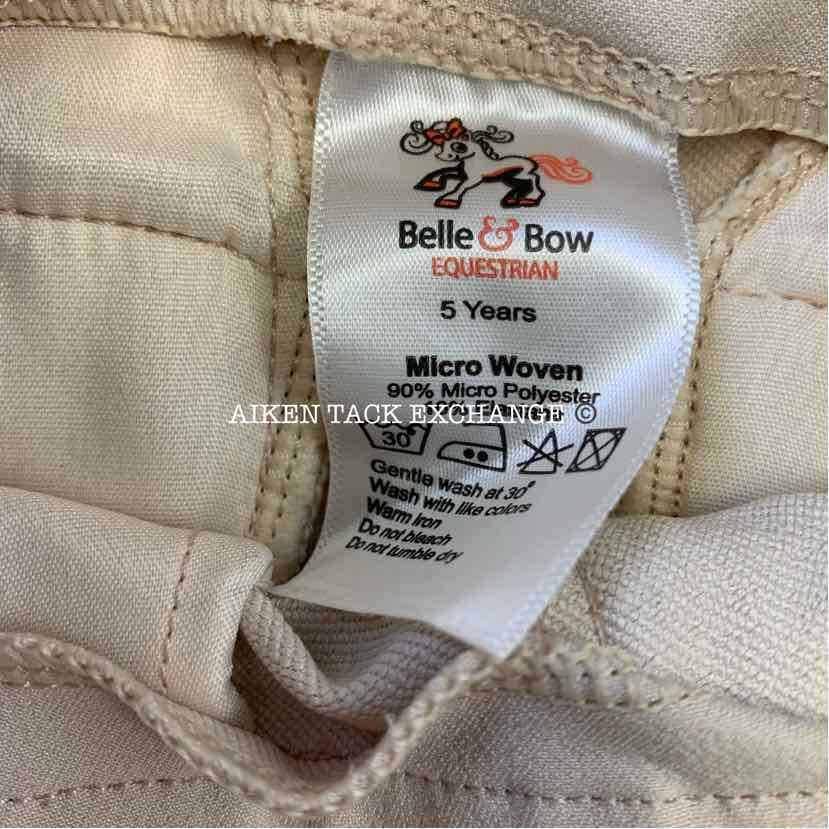 Belle & Bow
EQUESTRIAN
5 Years
Micro Woven
90% Micro Polyester
AIKEN TACK EXCHANGE ©
30
Gentle wash at 30°
Wash with like colors
Warm Iron
Do not bleach
Do not tumble dry